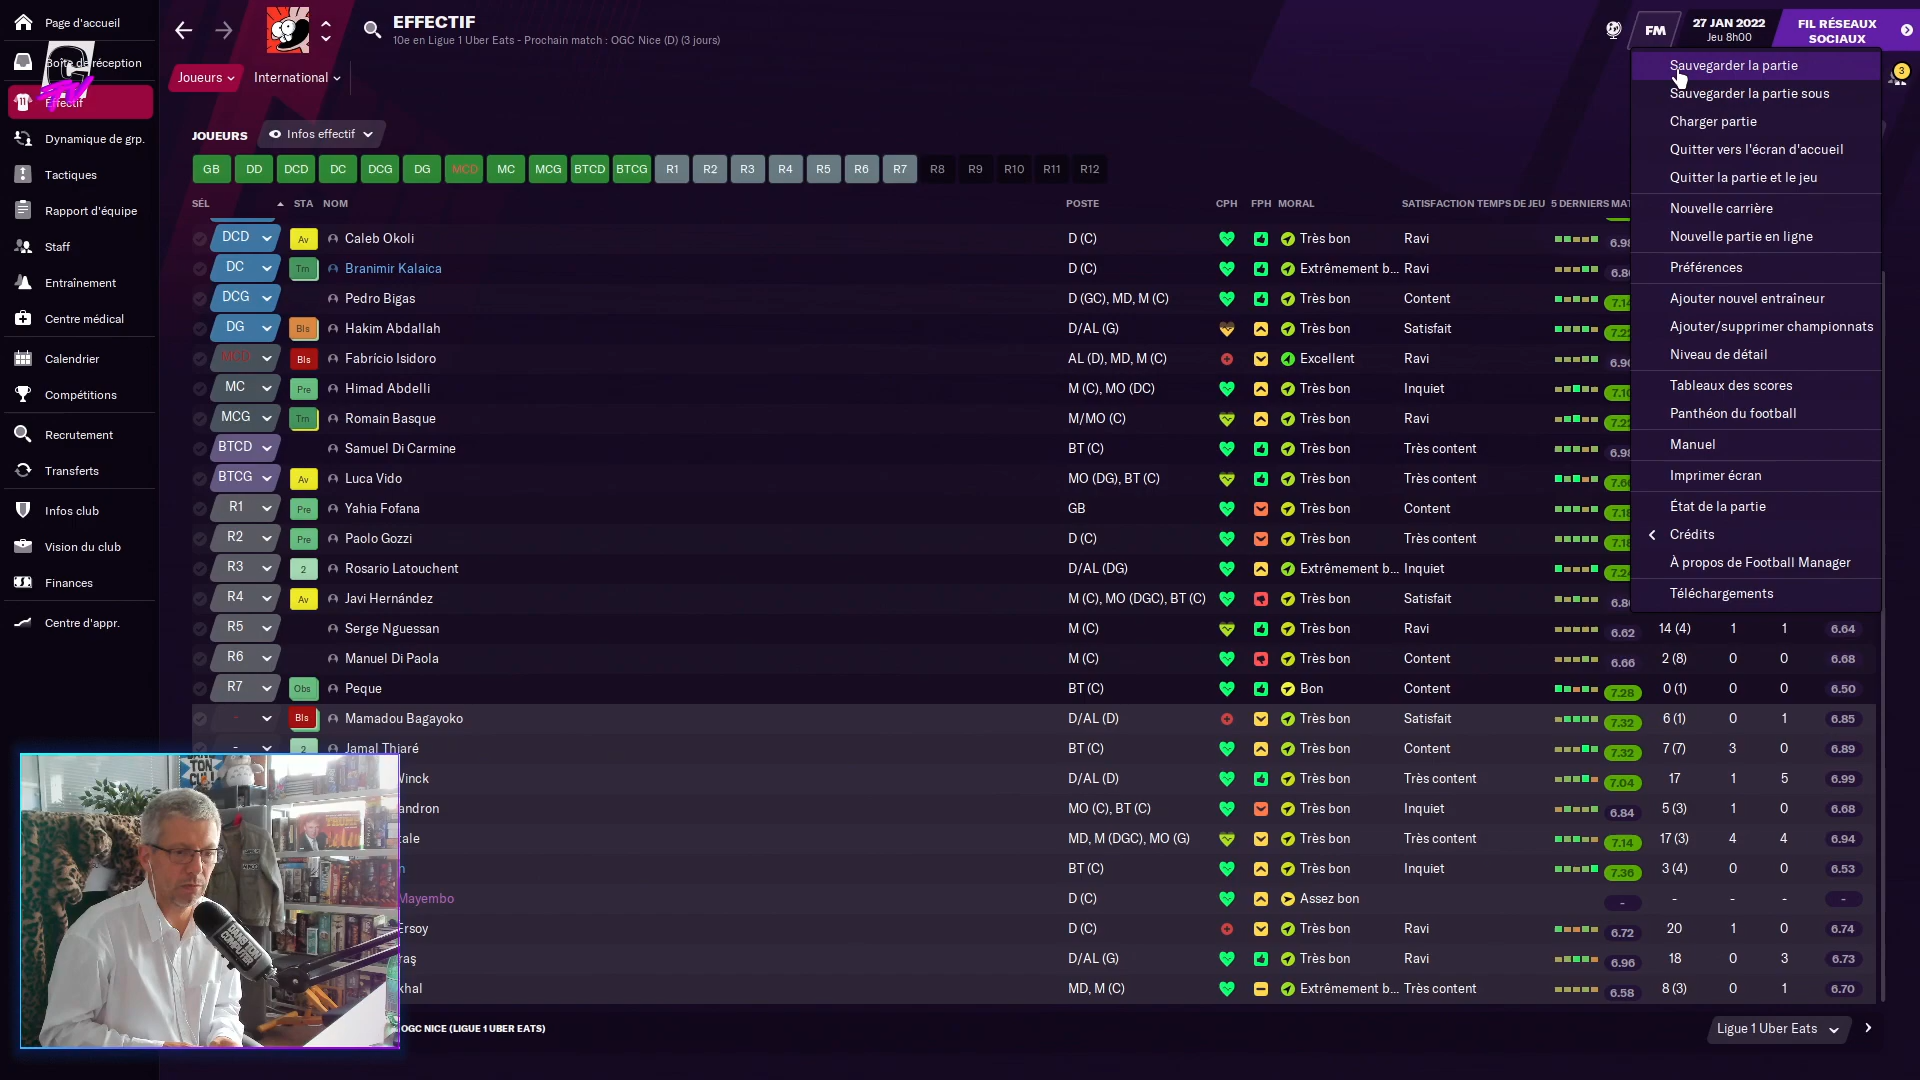 Page d'accueil
EFFECTIF
10e en Ligue 1 Uber Eats - Prochain match : OGC Nice (D) (3 jours)
FM
27 JAN 2022
Jeu 8h00
FIL RÉSEAUX
SOCIAUX
Boîte de réception
Effectif
Dynamique de grp.
Tactiques
Rapport d'équipe
Staff
Entraînement
Centre médical
Calendrier
Compétitions
Recrutement
Transferts
Infos club
Vision du club
Finances
Centre d'appr.
Joueurs
International
3
Sauvegarder la partie
Sauvegarder la partie sous
Charger partie
Quitter vers l'écran d'accueil
Quitter la partie et le jeu
Nouvelle carrière
Nouvelle partie en ligne
Préférences
Ajouter nouvel entraîneur
Ajouter/supprimer championnats
Niveau de détail
Tableaux des scores
Panthéon du football
Manuel
Imprimer écran
État de la partie
Crédits
À propos de Football Manager
Téléchargements
JOUEURS Infos effectif
GB DD DCD DC DCG DG MCD MC MCG BTCD BTCG R1 R2 R3 R4 R5 R6 R7 R8 R9 R10 R11 R12
SÉL STA NOM POSTE CPH FPH MORAL SATISFACTION TEMPS DE JEU 5 DERNIERS MAT
DCD Av Caleb Okoli D (C) Très bon Ravi
DC Trn Branimir Kalaica D (C) Extrêmement b... Ravi
DCG Pedro Bigas D (GC), MD, M (C) Très bon Content
DG Bls Hakim Abdallah D/AL (G) Très bon Satisfait
MCD Bls Fabrício Isidoro AL (D), MD, M (C) Excellent Ravi
MC Pre Himad Abdelli M (C), MO (DC) Très bon Inquiet
MCG Trn Romain Basque M/MO (C) Très bon Ravi
BTCD Samuel Di Carmine BT (C) Très bon Très content
BTCG Av Luca Vido MO (DG), BT (C) Très bon Très content
R1 Pre Yahia Fofana GB Très bon Content
R2 Pre Paolo Gozzi D (C) Très bon Très content
R3 2 Rosario Latouchent D/AL (DG) Extrêmement b... Inquiet
R4 Av Javi Hernández M (C), MO (DGC), BT (C) Très bon Satisfait
R5 Serge Nguessan M (C) Très bon Ravi 6.62 14 (4) 1 1 6.64
R6 Manuel Di Paola M (C) Très bon Content 6.66 2 (8) 0 0 6.68
R7 Obs Peque BT (C) Bon Content 7.28 0 (1) 0 0 6.50
- Bls Mamadou Bagayoko D/AL (D) Très bon Satisfait 7.32 6 (1) 0 1 6.85
- 2 Jamal Thiaré BT (C) Très bon Content 7.32 7 (7) 3 0 6.89
Winck D/AL (D) Très bon Très content 7.04 17 1 5 6.99
andron MO (C), BT (C) Très bon Inquiet 6.84 5 (3) 1 0 6.68
tale MD, M (DGC), MO (G) Très bon Très content 7.14 17 (3) 4 4 6.94
n BT (C) Très bon Inquiet 7.36 3 (4) 0 0 6.53
Mayembo D (C) Assez bon - - - - -
Ersoy D (C) Très bon Ravi 6.72 20 1 0 6.74
raş D/AL (G) Très bon Ravi 6.96 18 0 3 6.73
khal MD, M (C) Extrêmement b... Très content 6.58 8 (3) 0 1 6.70
OGC NICE (LIGUE 1 UBER EATS)
Ligue 1 Uber Eats
DANS TON
COMPUTER